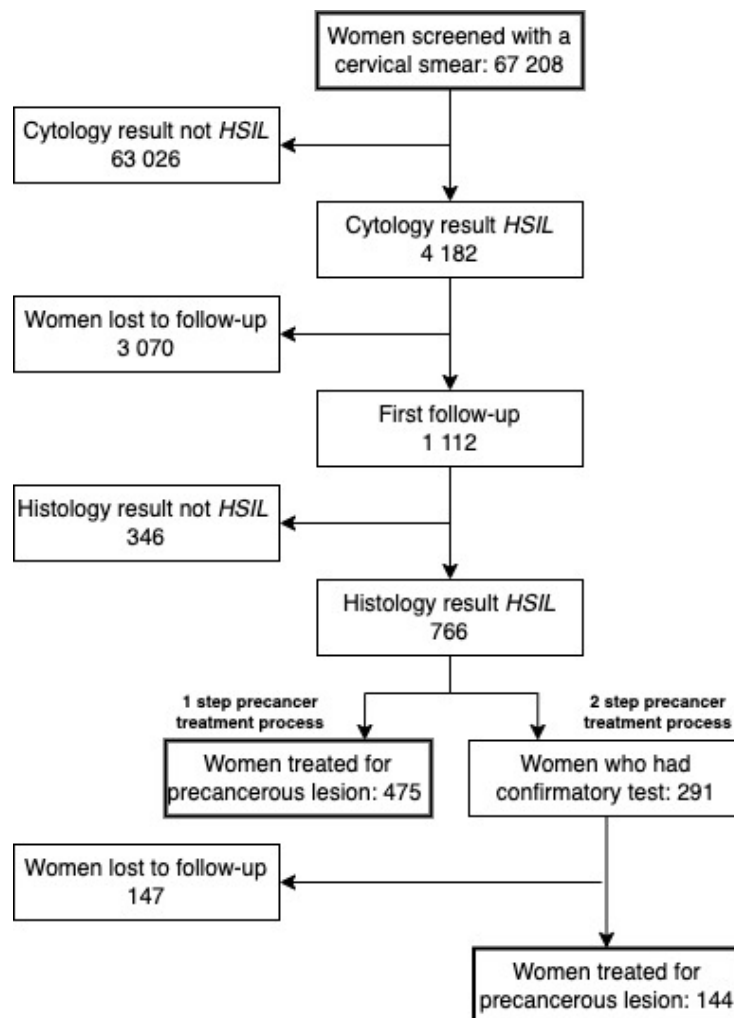 Women screened with a
cervical smear: 67 208
Cytology result not HSIL
63 026
Cytology result HSIL
4 182
Women lost to follow-up
3 070
First follow-up
1 112
Histology result not HSIL
346
Histology result HSIL
766
1 step precancer
treatment process
2 step precancer
treatment process
Women treated for
precancerous lesion: 475
Women who had
confirmatory test: 291
Women lost to follow-up
147
Women treated for
precancerous lesion: 144